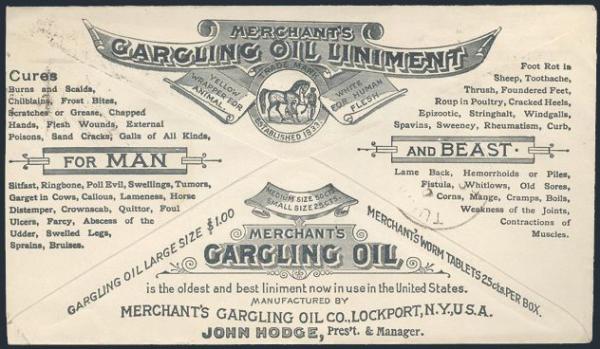 MERCHANT'S
GARGLING OIL LINIMENT
YELLOW
WRAPPER FOR
ANIMAL
TRADE MARK
ESTABLISHED 1833
WHITE
FOR HUMAN
FLESH
Cures
Burns and Scalds,
Chilblains, Frost Bites,
Scratches or Grease, Chapped
Hands, Flesh Wounds, External
Poisons, Sand Cracks, Galls of All Kinds,
FOR MAN
Sitfast, Ringbone, Poll Evil, Swellings, Tumors,
Garget in Cows, Callous, Lameness, Horse
Distemper, Crownscab, Quittor, Foul
Ulcers, Farcy, Abscess of the
Udder, Swelled Legs,
Sprains, Bruises.
Foot Rot in
Sheep, Toothache,
Thrush, Foundered Feet,
Roup in Poultry, Cracked Heels,
Epizootic, Stringhalt, Windgalls,
Spavins, Sweeney, Rheumatism, Curb,
AND BEAST
Lame Back, Hemorrhoids or Piles,
Fistula, Whitlows, Old Sores,
Corns, Mange, Cramps, Boils,
Weakness of the Joints,
Contractions of
Muscles.
MEDIUM SIZE 50 CTS.
SMALL SIZE 25 CTS.
GARGLING OIL LARGE SIZE $1.00
MERCHANT'S WORM TABLETS 25 cts. PER BOX.
MERCHANT'S
GARGLING OIL,
is the oldest and best liniment now in use in the United States.
MANUFACTURED BY
MERCHANT'S GARGLING OIL CO., LOCKPORT, N.Y., U.S.A.
JOHN HODGE, Pres't. & Manager.